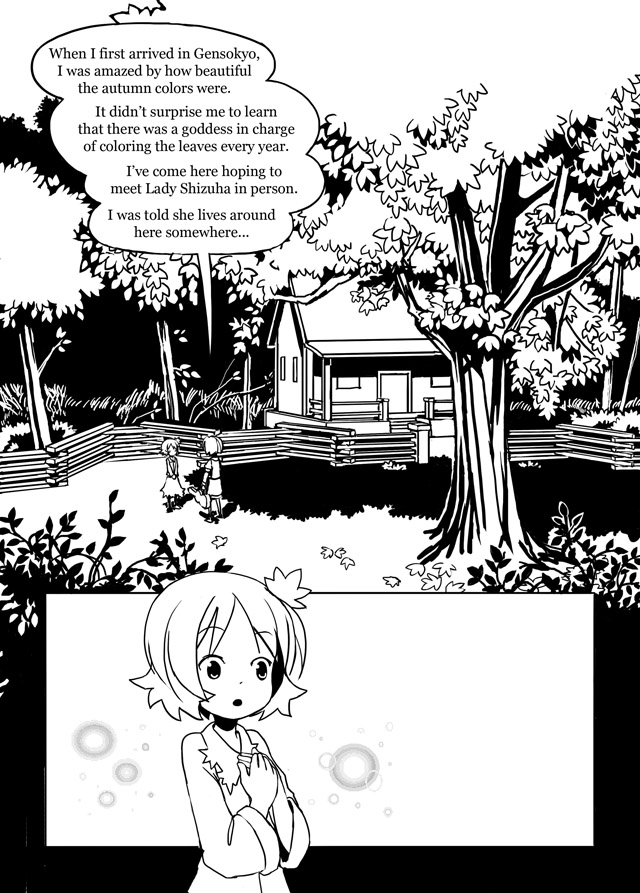 When I first arrived in Gensokyo,
I was amazed by how beautiful
the autumn colors were.
It didn't surprise me to learn
that there was a goddess in charge
of coloring the leaves every year.
I've come here hoping to
meet Lady Shizuha in person.
I was told she lives around
here somewhere...